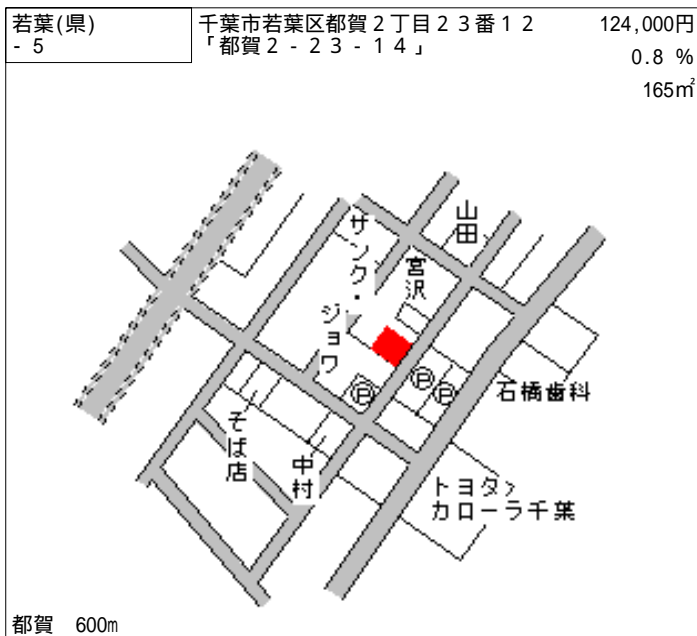 若葉(県)
- 5
千葉市若葉区都賀２丁目２３番１２
「都賀２－２３－１４」
124,000円
0.8 %
165㎡
山田
サンク・ジョワ
宮沢
Ⓟ
Ⓟ
Ⓟ
石橋歯科
そば店
中村
トヨタ
カローラ千葉
都賀 600m